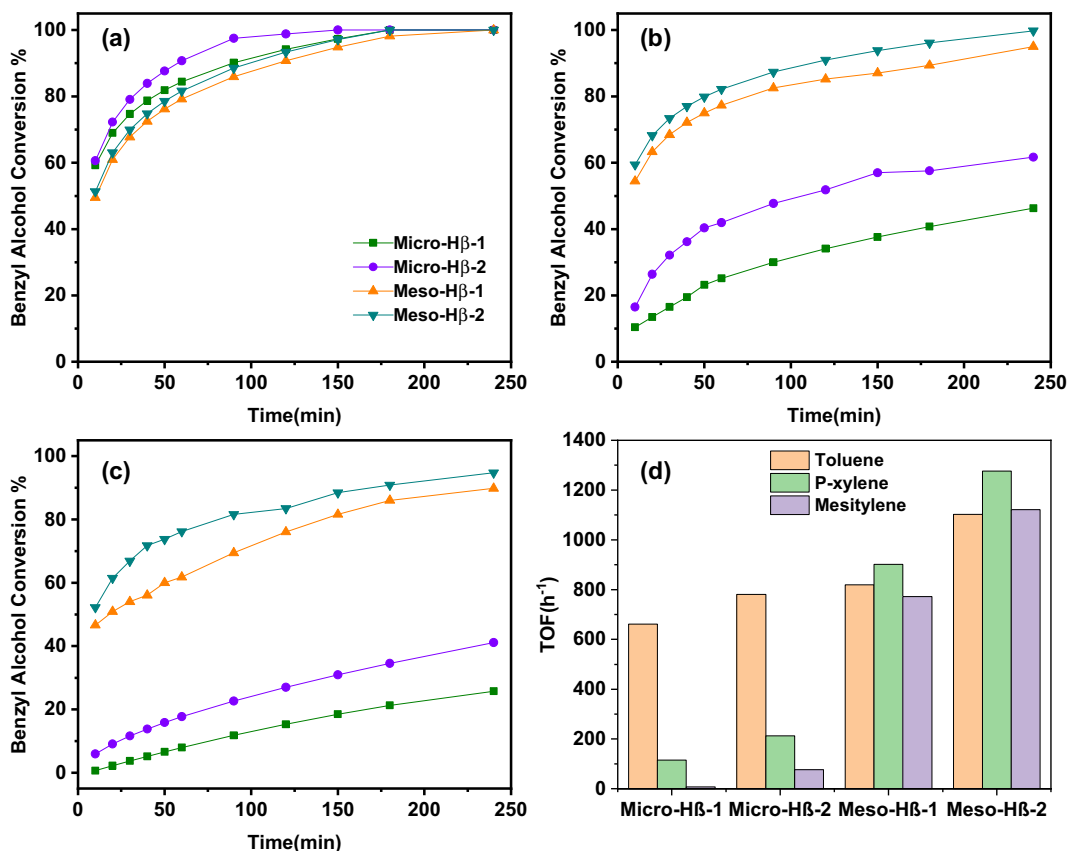 (a)
Benzyl Alcohol Conversion %
100
80
60
40
20
0
Micro-Hβ-1
Micro-Hβ-2
Meso-Hβ-1
Meso-Hβ-2
0 50 100 150 200 250
Time(min)
(b)
Benzyl Alcohol Conversion %
100
80
60
40
20
0
0 50 100 150 200 250
Time(min)
(c)
Benzyl Alcohol Conversion %
100
80
60
40
20
0
0 50 100 150 200 250
Time(min)
(d)
TOF(h⁻¹)
1400
1200
1000
800
600
400
200
0
Toluene
P-xylene
Mesitylene
Micro-Hß-1 Micro-Hß-2 Meso-Hß-1 Meso-Hß-2